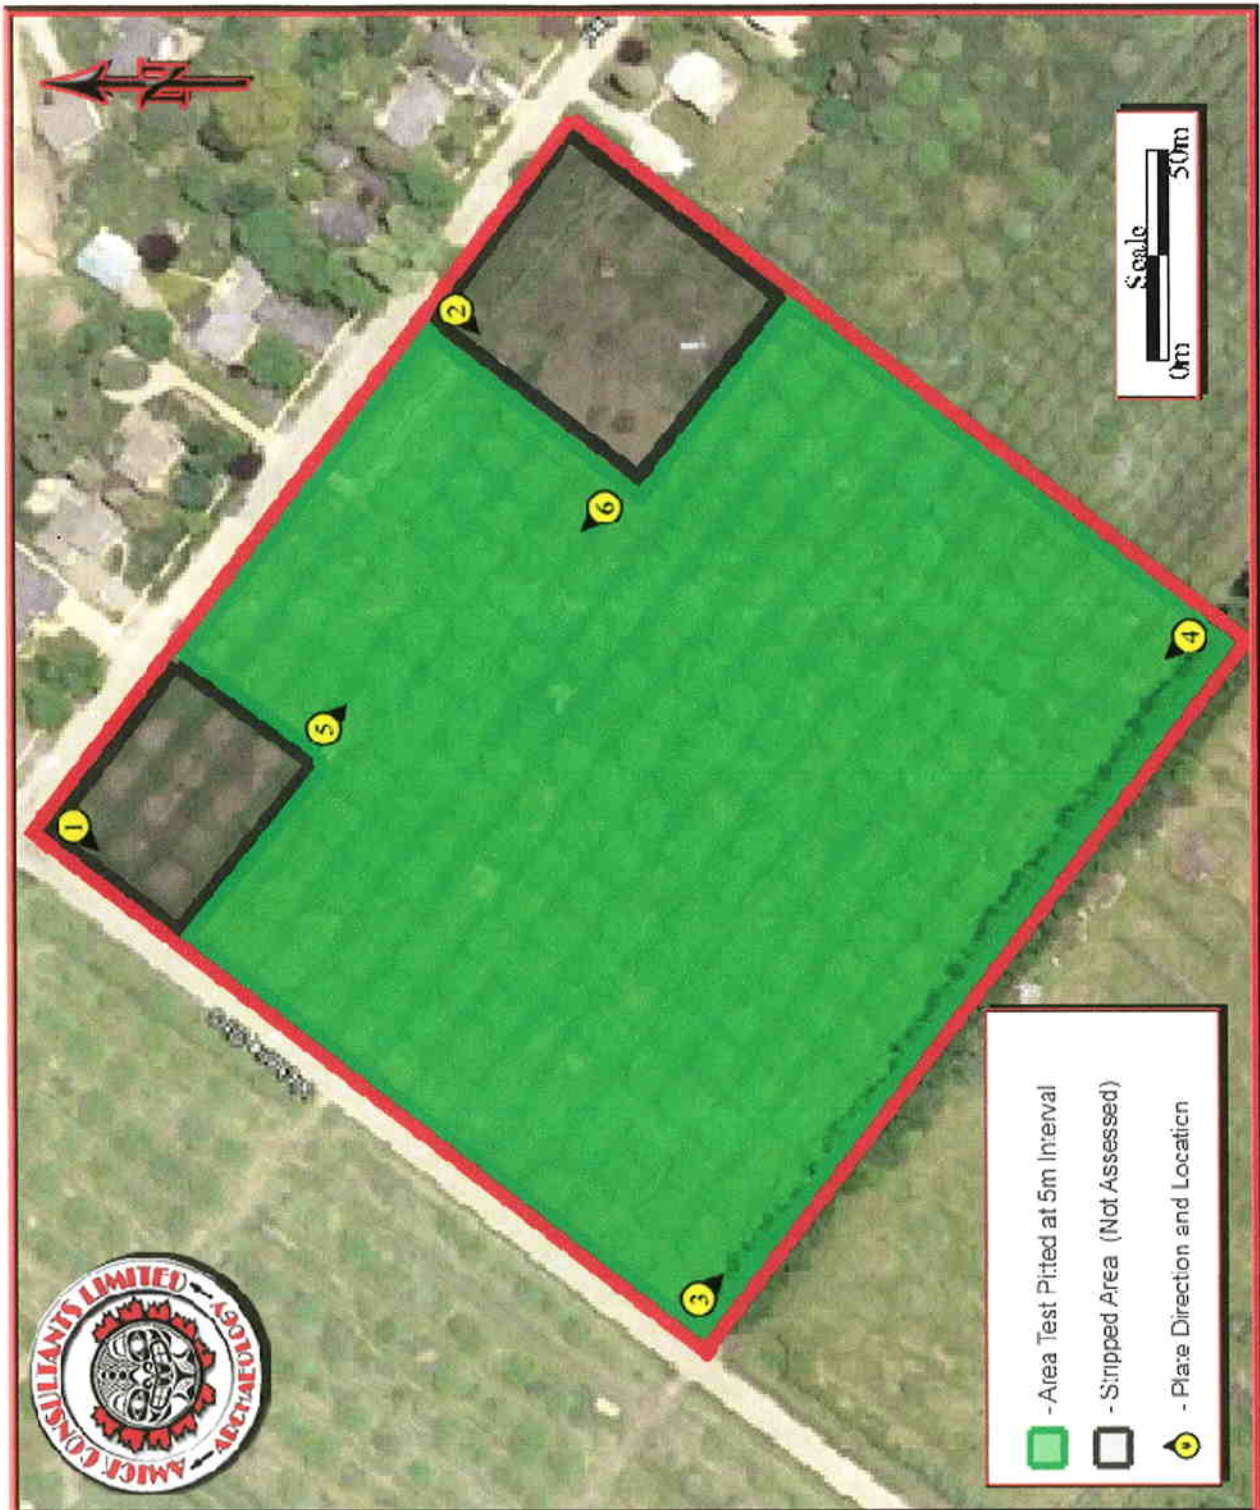 AMICK CONSULTANTS LIMITED
ARCHAEOLOGY
N
1
2
3
4
5
6
Scale
0m 50m
- Area Test Pitted at 5m Interval
- Stripped Area (Not Assessed)
- Plate Direction and Location